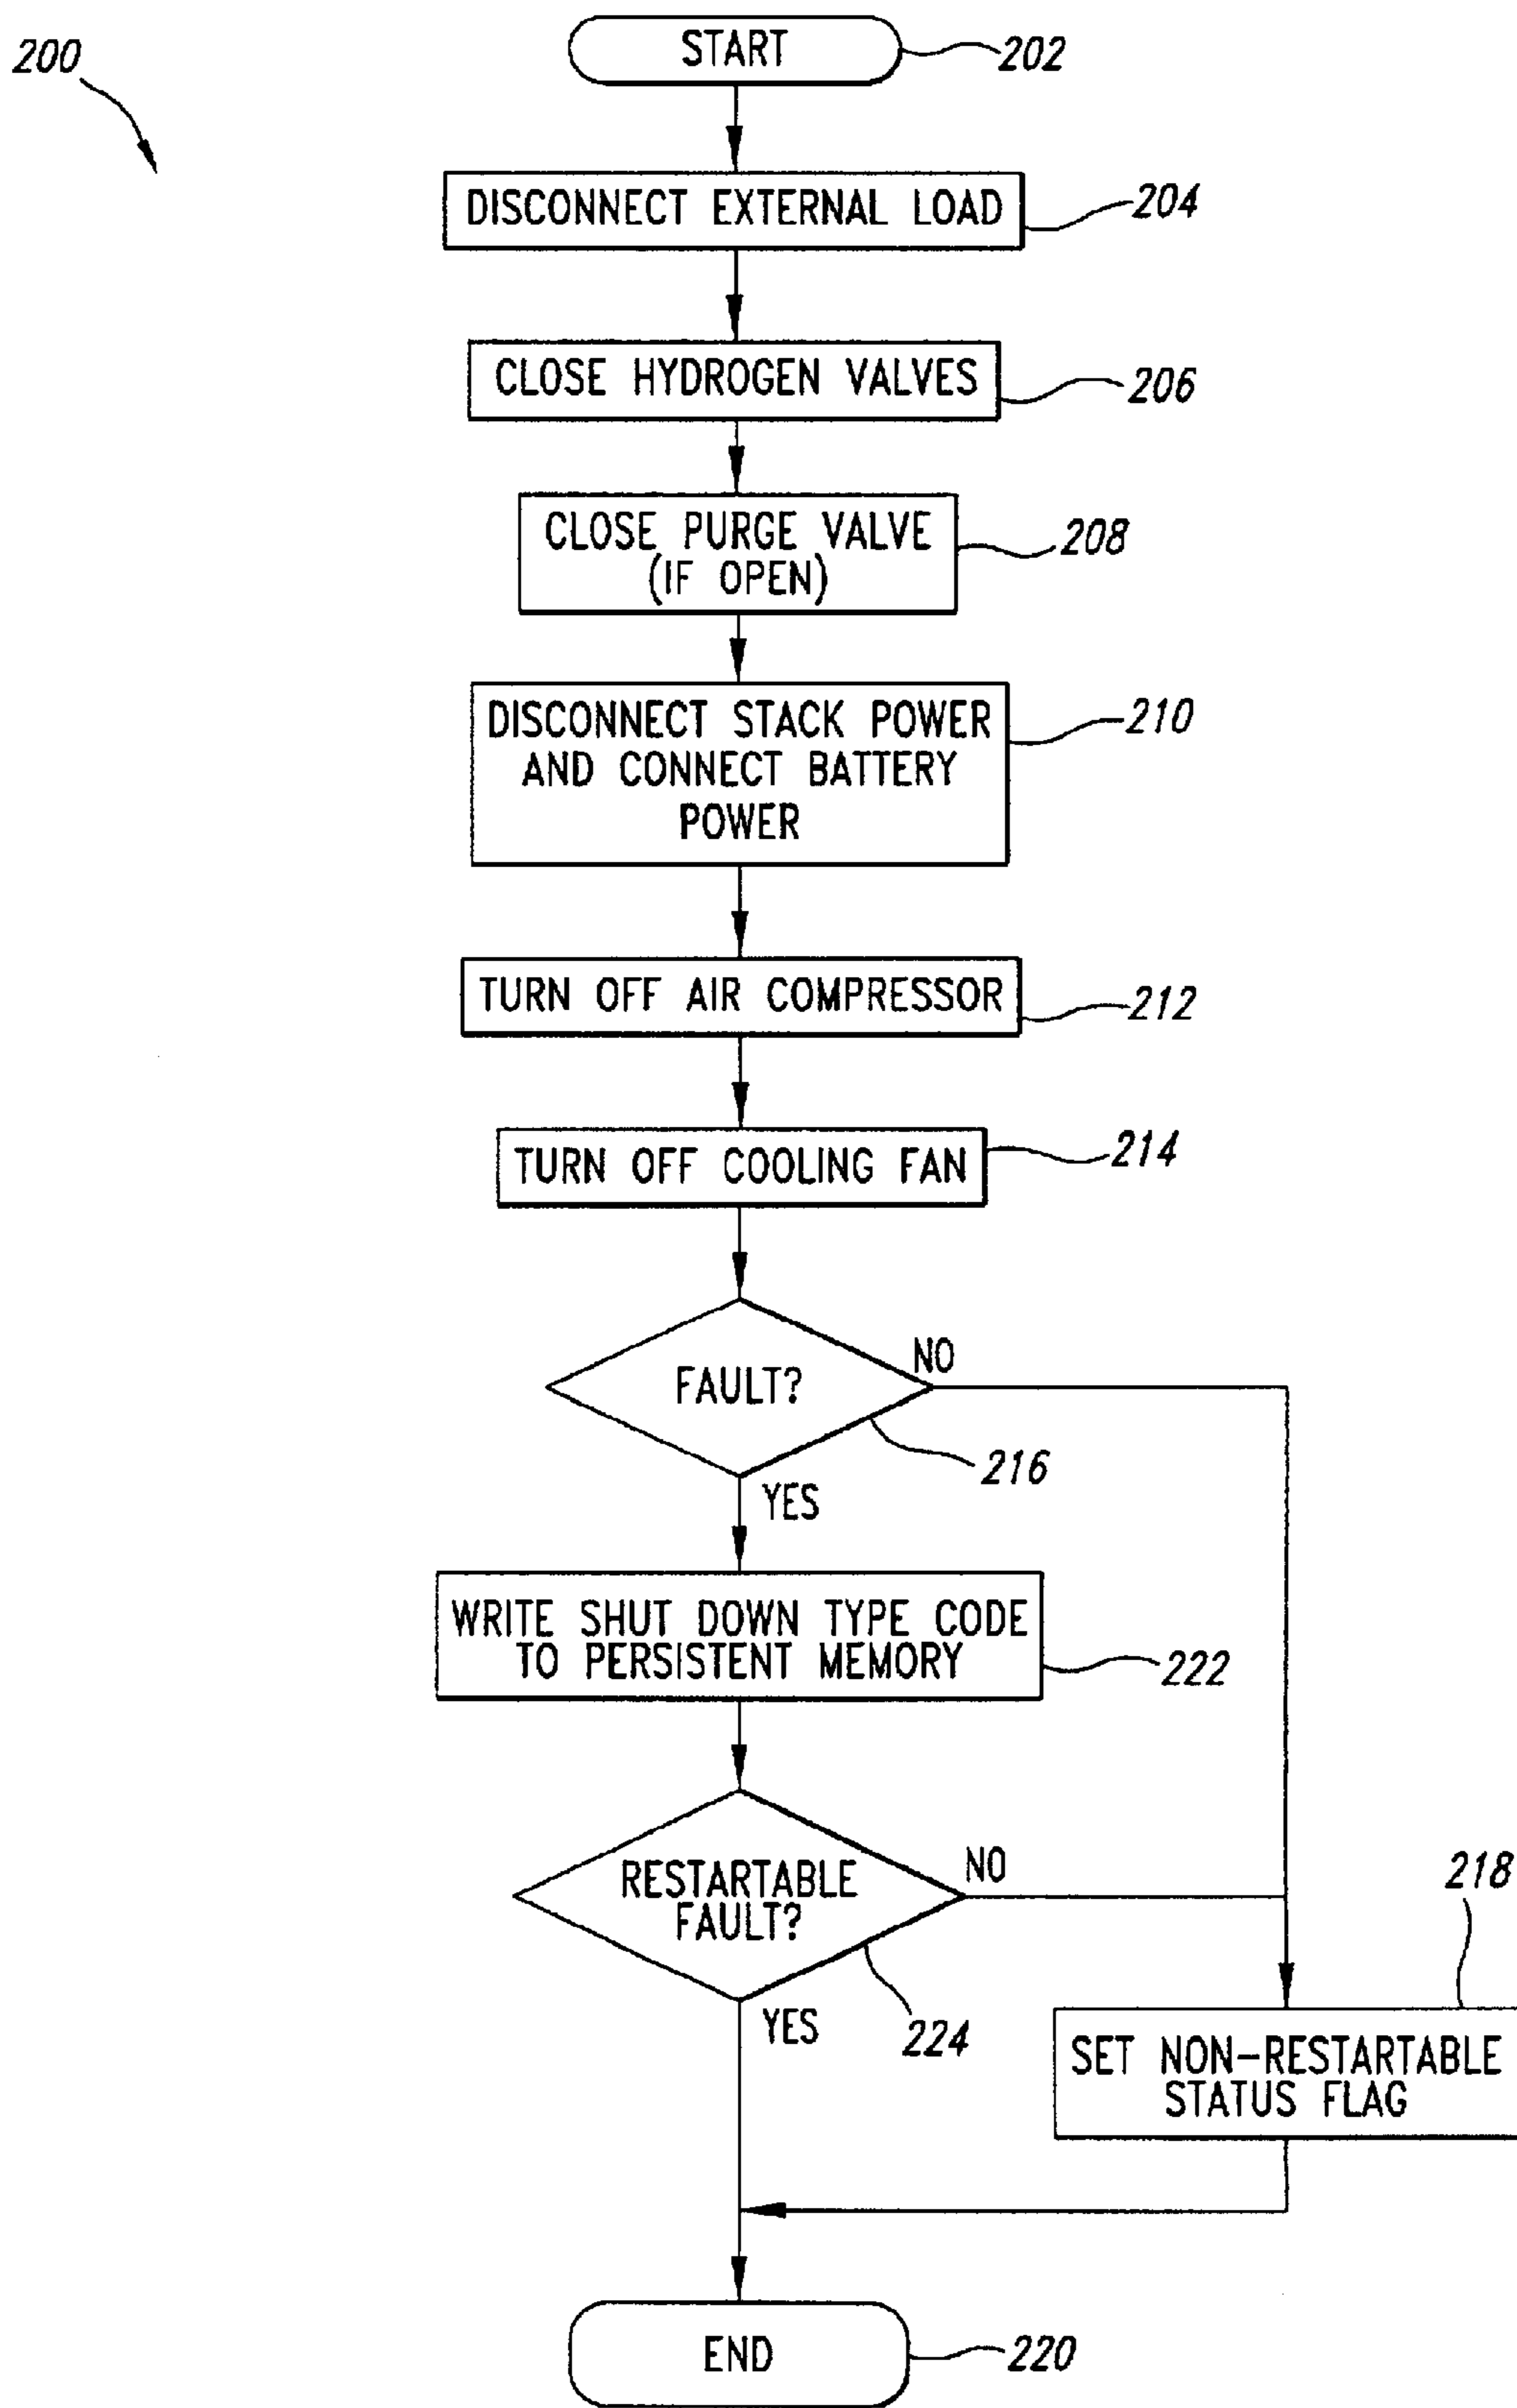 200
START
202
DISCONNECT EXTERNAL LOAD
204
CLOSE HYDROGEN VALVES
206
CLOSE PURGE VALVE
(IF OPEN)
208
DISCONNECT STACK POWER
AND CONNECT BATTERY
POWER
210
TURN OFF AIR COMPRESSOR
212
TURN OFF COOLING FAN
214
FAULT?
NO
216
YES
WRITE SHUT DOWN TYPE CODE
TO PERSISTENT MEMORY
222
RESTARTABLE
FAULT?
NO
224
YES
218
SET NON-RESTARTABLE
STATUS FLAG
END
220